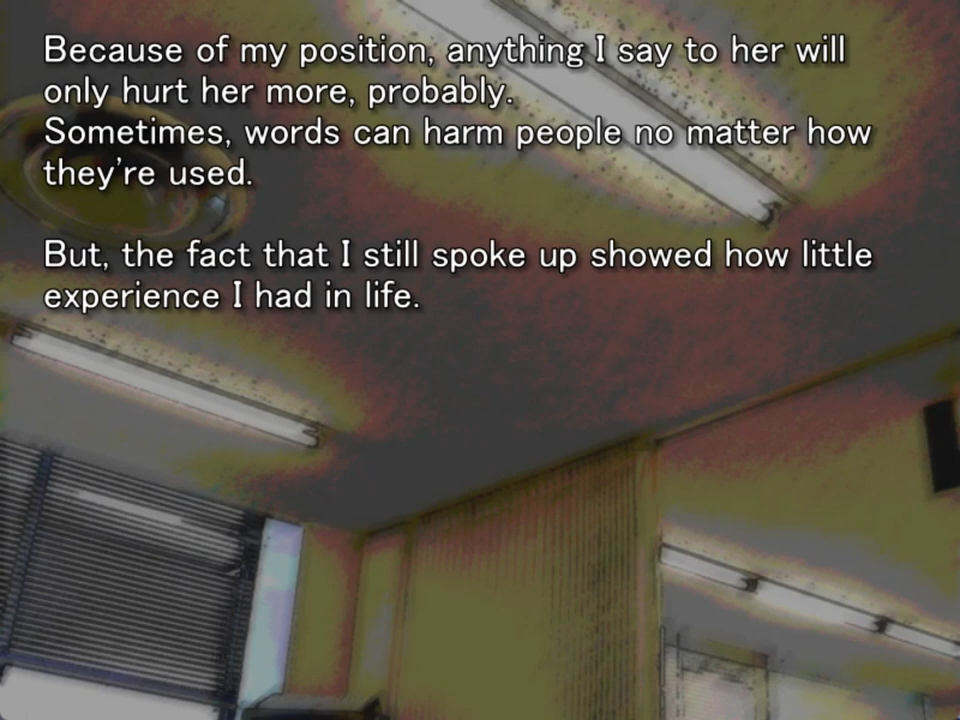 Because of my position, anything I say to her will
only hurt her more, probably.
Sometimes, words can harm people no matter how
they're used.
But, the fact that I still spoke up showed how little
experience I had in life.